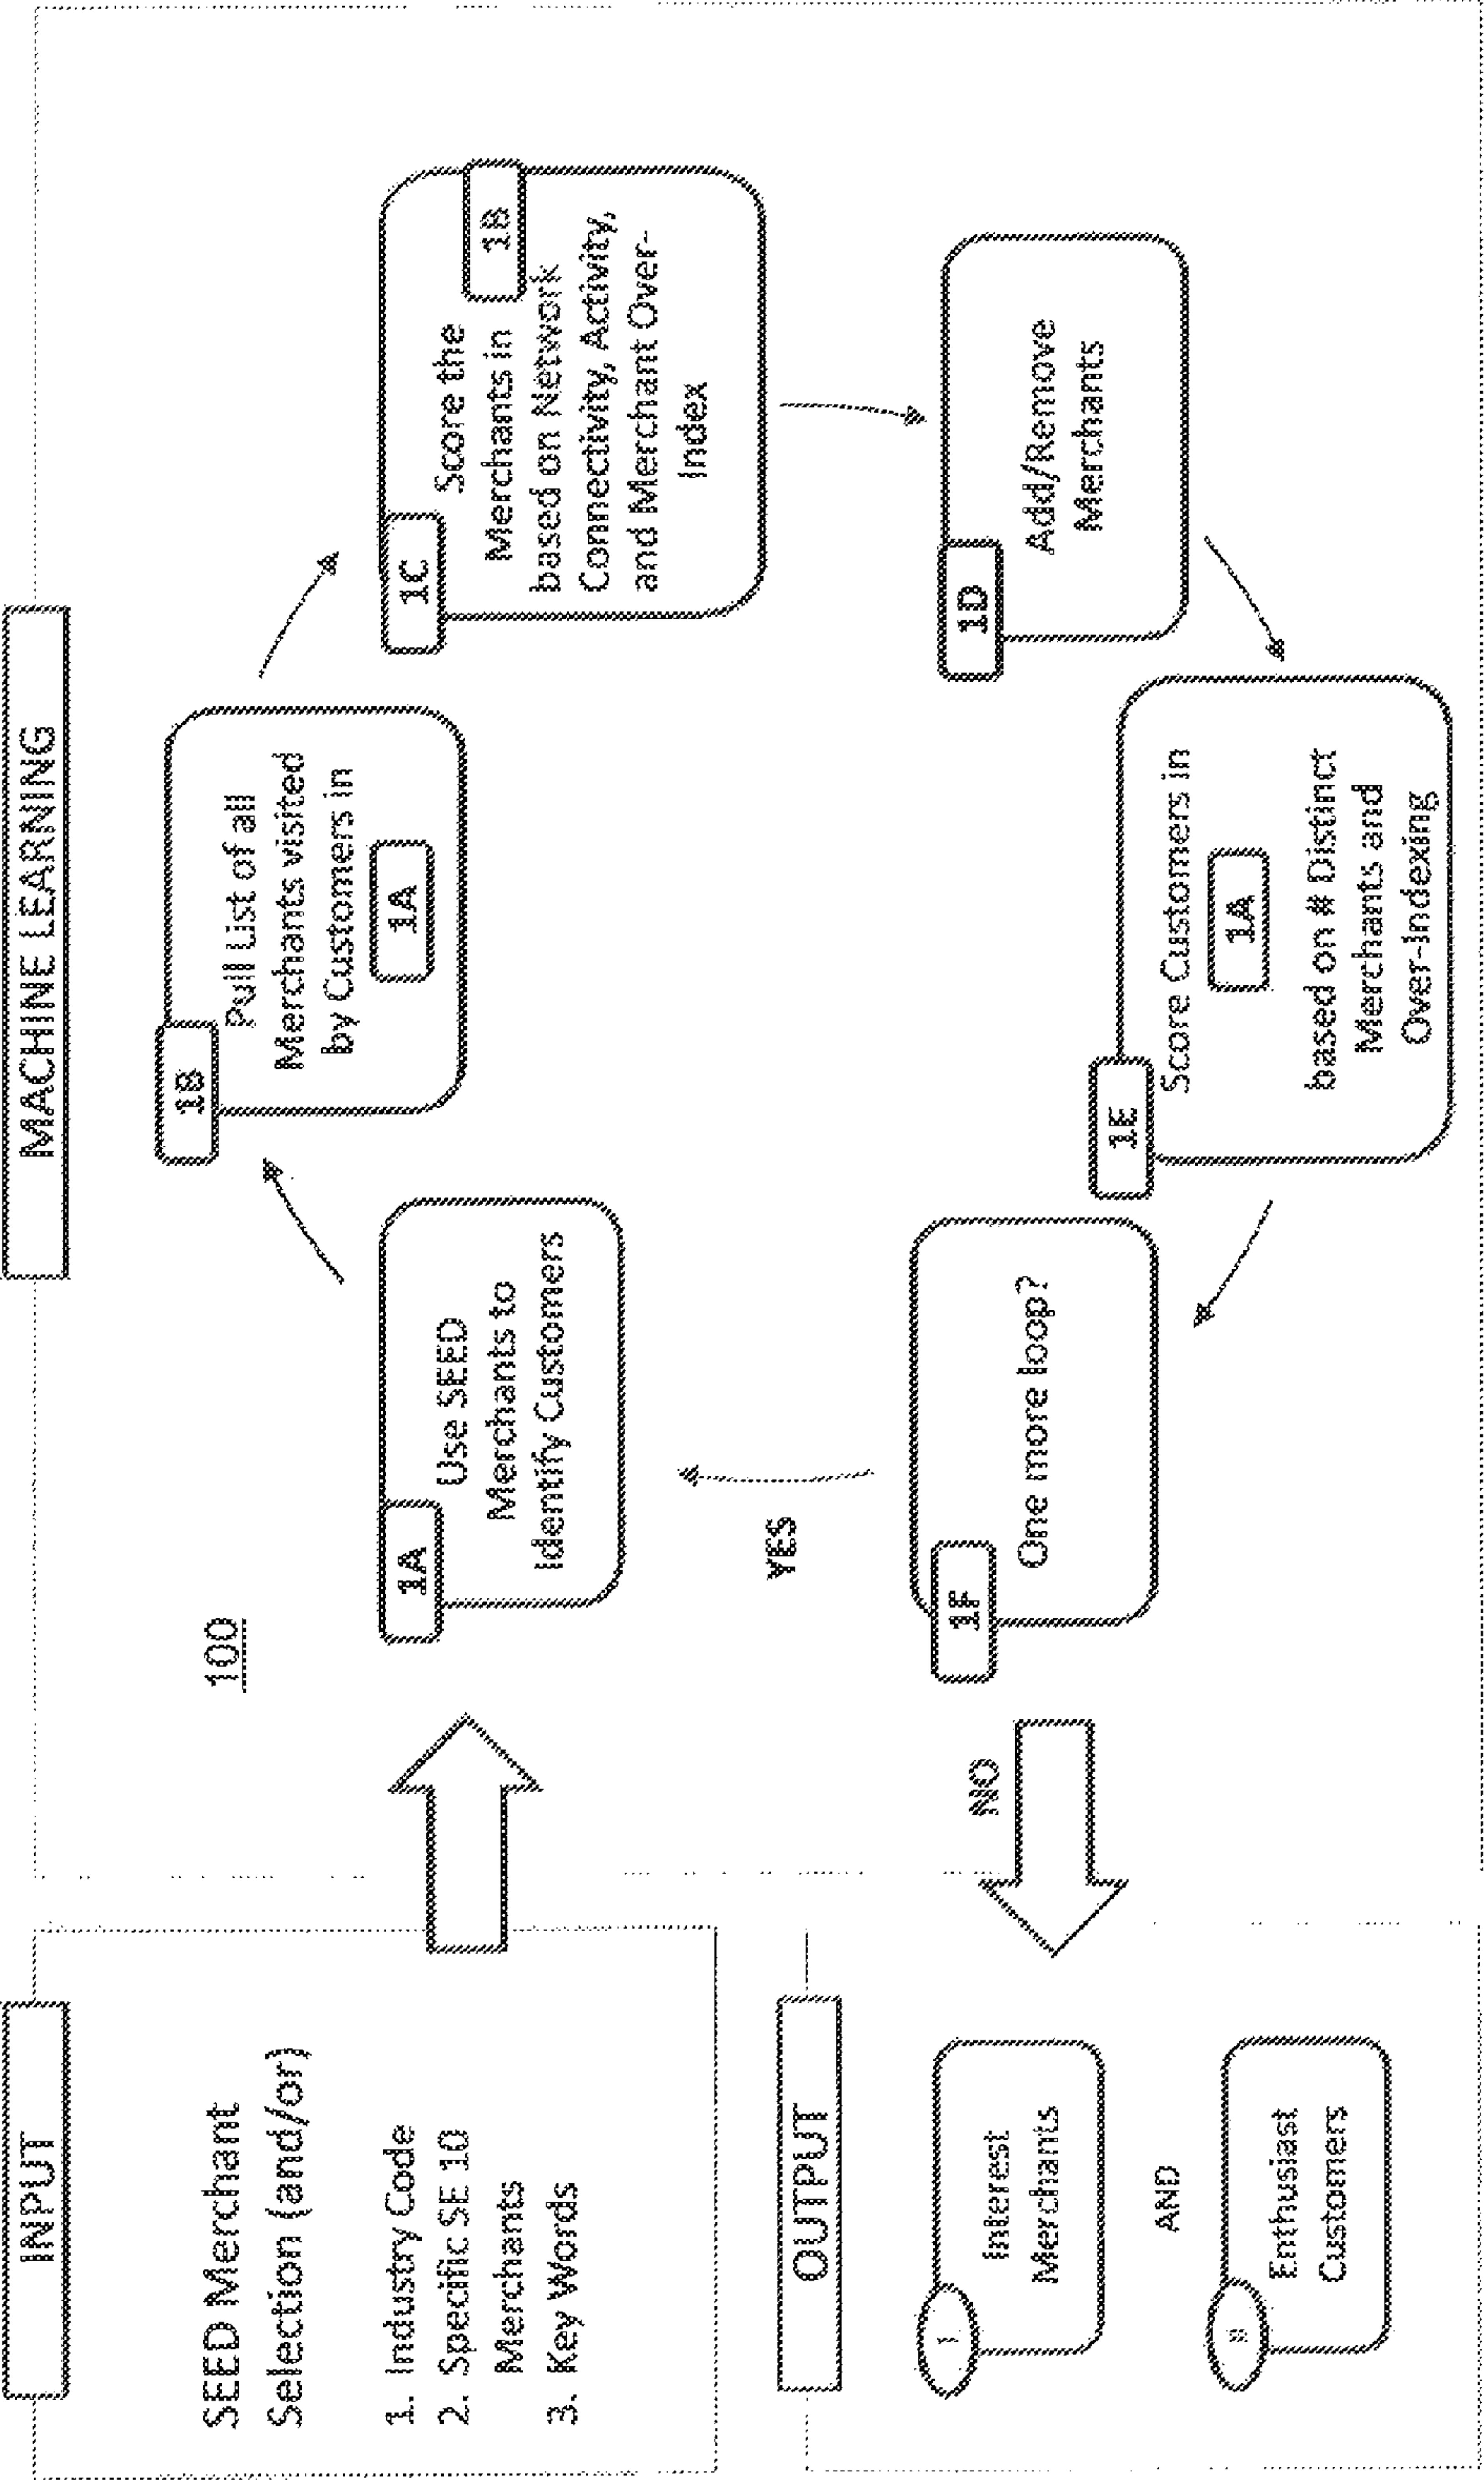 INPUT
SEED Merchant
Selection (and/or)
1. Industry Code
2. Specific SE 10
Merchants
3. Key Words
OUTPUT
Interest
Merchants
AND
Enthusiast
Customers
MACHINE LEARNING
100
1A
Use SEED
Merchants to
Identify Customers
1B
Pull List of all
Merchants visited
by Customers in
1A
1C
Score the
Merchants in 1B
based on Network
Connectivity, Activity,
and Merchant Over-
Index
1D
Add/Remove
Merchants
1E
Score Customers in
1A
based on # Distinct
Merchants and
Over-Indexing
1F
One more loop?
YES
NO